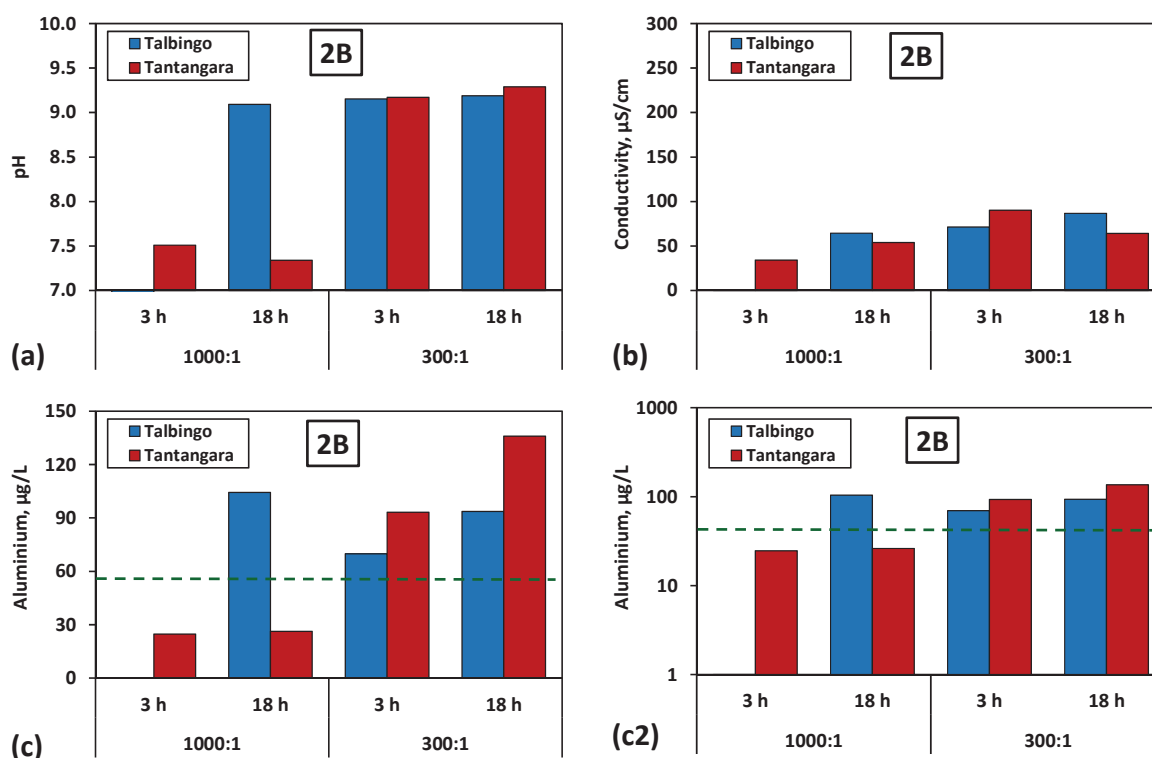 10.0
9.5
9.0
8.5
8.0
7.5
7.0
pH
Talbingo
Tantangara
2B
3 h 18 h 3 h 18 h
1000:1 300:1
(a)
300
250
200
150
100
50
0
Conductivity, µS/cm
Talbingo
Tantangara
2B
3 h 18 h 3 h 18 h
1000:1 300:1
(b)
150
120
90
60
30
0
Aluminium, µg/L
Talbingo
Tantangara
2B
3 h 18 h 3 h 18 h
1000:1 300:1
(c)
1000
100
10
1
Aluminium, µg/L
Talbingo
Tantangara
2B
3 h 18 h 3 h 18 h
1000:1 300:1
(c2)